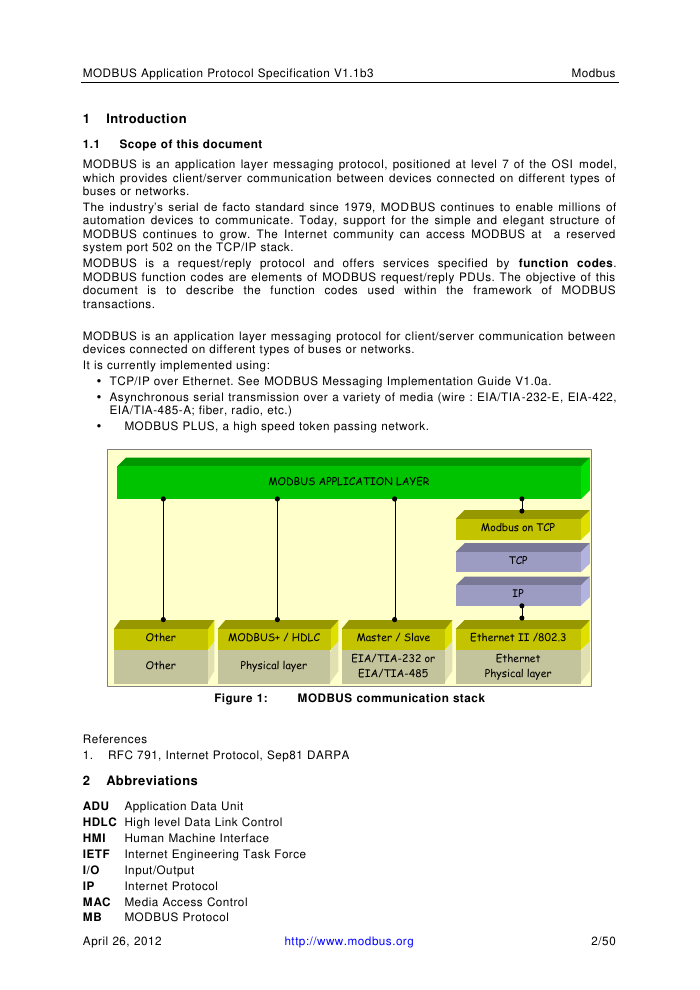 MODBUS Application Protocol Specification V1.1b3 Modbus
1 Introduction
1.1 Scope of this document
MODBUS is an application layer messaging protocol, positioned at level 7 of the OSI model,
which provides client/server communication between devices connected on different types of
buses or networks.
The industry's serial de facto standard since 1979, MODBUS continues to enable millions of
automation devices to communicate. Today, support for the simple and elegant structure of
MODBUS continues to grow. The Internet community can access MODBUS at a reserved
system port 502 on the TCP/IP stack.
MODBUS is a request/reply protocol and offers services specified by function codes.
MODBUS function codes are elements of MODBUS request/reply PDUs. The objective of this
document is to describe the function codes used within the framework of MODBUS
transactions.
MODBUS is an application layer messaging protocol for client/server communication between
devices connected on different types of buses or networks.
It is currently implemented using:
• TCP/IP over Ethernet. See MODBUS Messaging Implementation Guide V1.0a.
• Asynchronous serial transmission over a variety of media (wire : EIA/TIA-232-E, EIA-422,
EIA/TIA-485-A; fiber, radio, etc.)
• MODBUS PLUS, a high speed token passing network.
MODBUS APPLICATION LAYER
Modbus on TCP
TCP
IP
Other MODBUS+ / HDLC Master / Slave Ethernet II /802.3
Other Physical layer EIA/TIA-232 or EIA/TIA-485 Ethernet Physical layer
Figure 1: MODBUS communication stack
References
1. RFC 791, Internet Protocol, Sep81 DARPA
2 Abbreviations
ADU Application Data Unit
HDLC High level Data Link Control
HMI Human Machine Interface
IETF Internet Engineering Task Force
I/O Input/Output
IP Internet Protocol
MAC Media Access Control
MB MODBUS Protocol
April 26, 2012 http://www.modbus.org 2/50